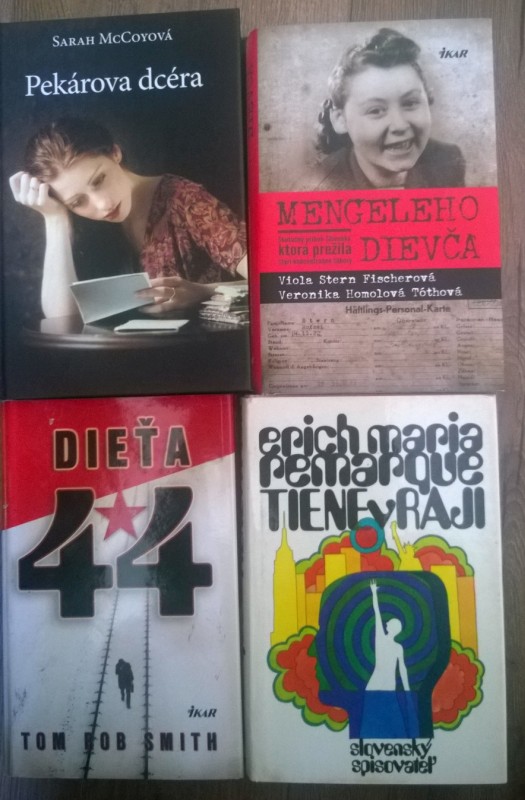 SARAH MCCOYOVÁ
Pekárova dcéra
IKAR
MENGELEHO
DIEVČA
ktorá prežila
Viola Stern Fischerová
Veronika Homolová Tóthová
Häftlings-Personal-Karte
DIEŤA
44
IKAR
TOM ROB SMITH
erich maria
remarque
TIENE v RAJI
slovenský
spisovateľ